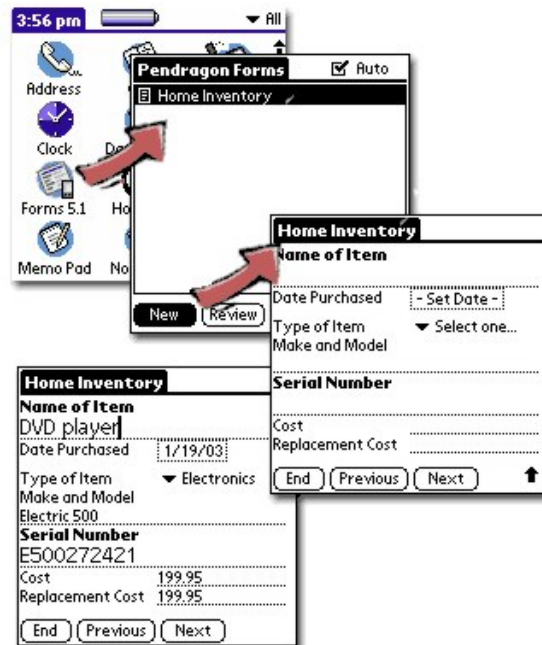 3:56 pm
All
Address
Clock
Forms 5.1
Memo Pad
Pendragon Forms
Auto
Home Inventory
New
Review
Home Inventory
Name of Item
Date Purchased - Set Date -
Type of Item Select one...
Make and Model
Serial Number
Cost
Replacement Cost
End Previous Next
Home Inventory
Name of Item
DVD player
Date Purchased 1/19/03
Type of Item Electronics
Make and Model
Electric 500
Serial Number
E500272421
Cost 199.95
Replacement Cost 199.95
End Previous Next